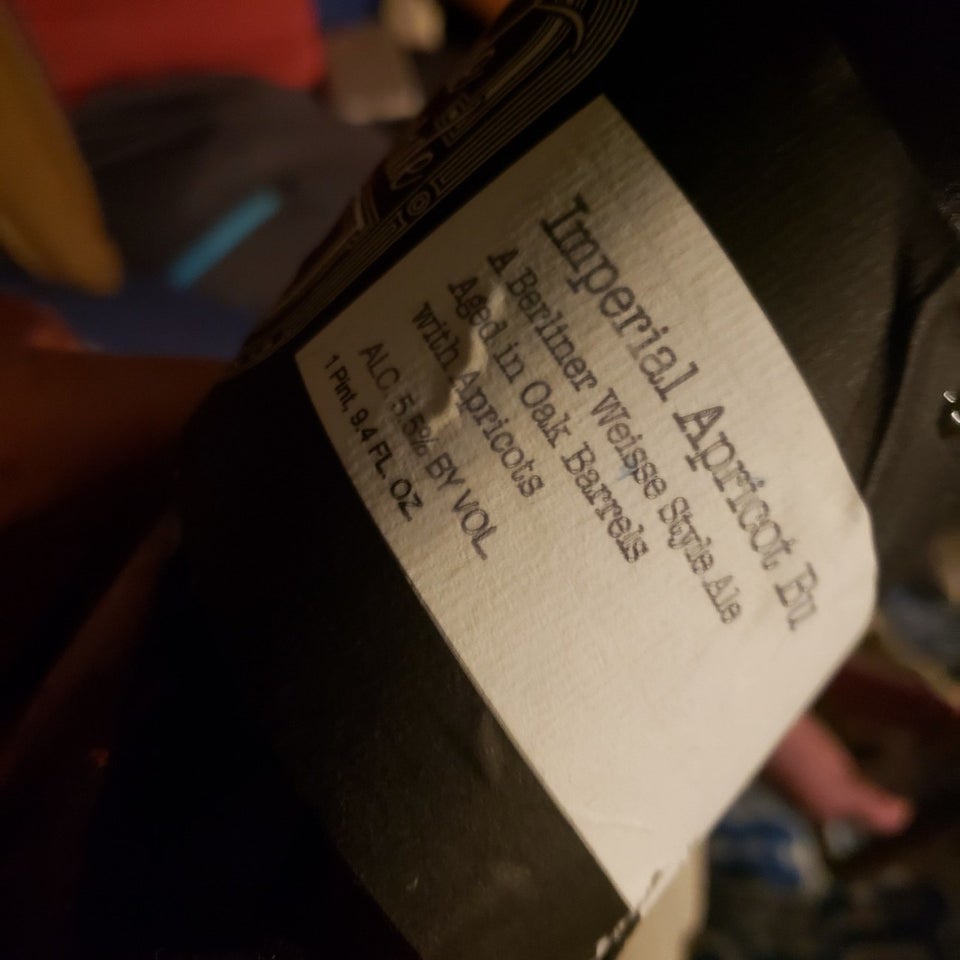 Imperial Apricot Bu
A Berliner Weisse Style Ale
Aged in Oak Barrels
with Apricots
ALC. 5.5% BY VOL.
1 Pint, 9.4 FL OZ.